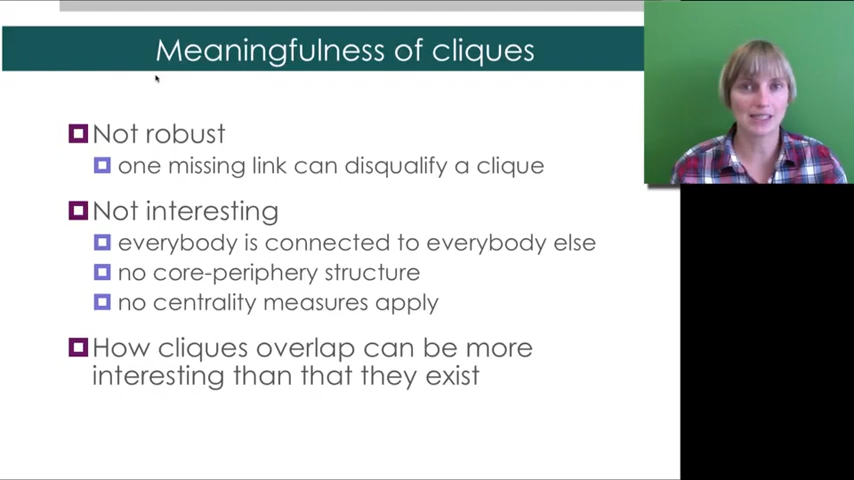 Meaningfulness of cliques
Not robust
one missing link can disqualify a clique
Not interesting
everybody is connected to everybody else
no core-periphery structure
no centrality measures apply
How cliques overlap can be more
interesting than that they exist